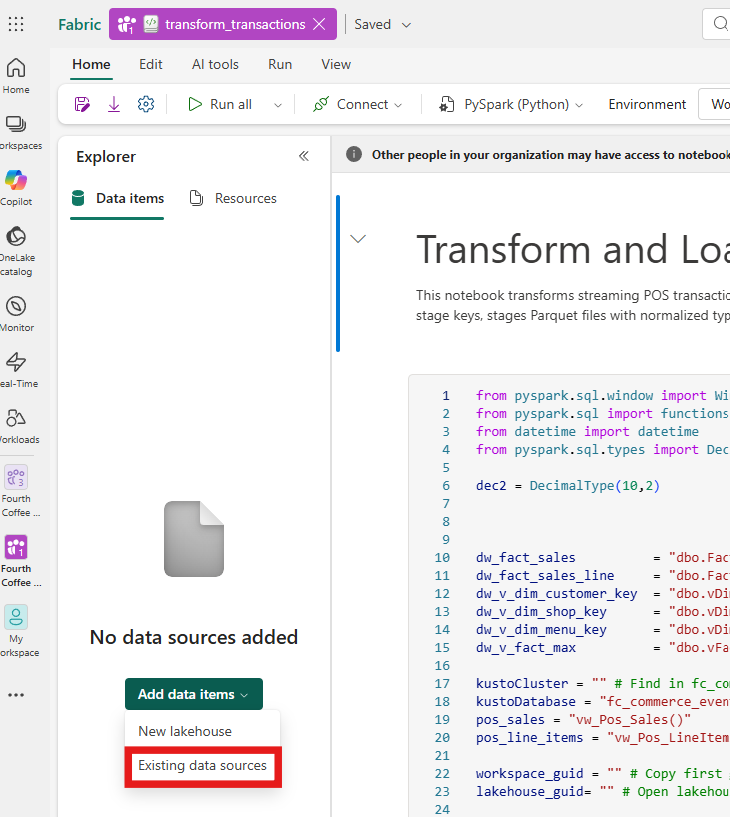 Fabric
1
transform_transactions
Saved
Home
Edit
AI tools
Run
View
Run all
Connect
PySpark (Python)
Environment
Wo
Home
orkspaces
Copilot
OneLake
catalog
Monitor
eal-Time
orkloads
3
Fourth
Coffee ...
1
Fourth
Coffee ...
My
orkspace
Explorer
Data items
Resources
No data sources added
Add data items
New lakehouse
Existing data sources
Other people in your organization may have access to notebook
Transform and Loa
This notebook transforms streaming POS transactio
stage keys, stages Parquet files with normalized typ
1 from pyspark.sql.window import Wi
2 from pyspark.sql import functions
3 from datetime import datetime
4 from pyspark.sql.types import Dec
5
6 dec2 = DecimalType(10,2)
7
8
9
10 dw_fact_sales = "dbo.Fac
11 dw_fact_sales_line = "dbo.Fac
12 dw_v_dim_customer_key = "dbo.vDi
13 dw_v_dim_shop_key = "dbo.vDi
14 dw_v_dim_menu_key = "dbo.vDi
15 dw_v_fact_max = "dbo.vFa
16
17 kustoCluster = "" # Find in fc_co
18 kustoDatabase = "fc_commerce_even
19 pos_sales = "vw_Pos_Sales()"
20 pos_line_items = "vw_Pos_LineItem
21
22 workspace_guid = "" # Copy first
23 lakehouse_guid= "" # Open lakehou
24